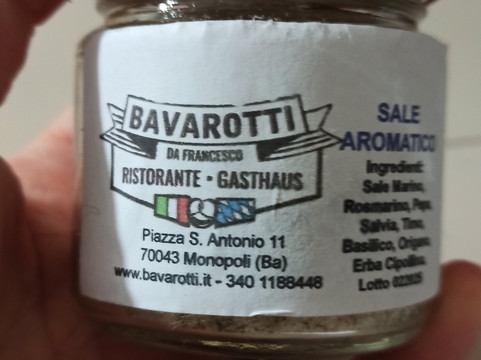 BAVAROTTI
DA FRANCESCO
RISTORANTE • GASTHAUS
Piazza S. Antonio 11
70043 Monopoli (Ba)
www.bavarotti.it - 340 1188448
SALE
AROMATICO
Ingredienti:
Sale Marino,
Rosmarino, Pepe,
Salvia, Timo,
Basilico, Origano,
Erba Cipollina.
Lotto